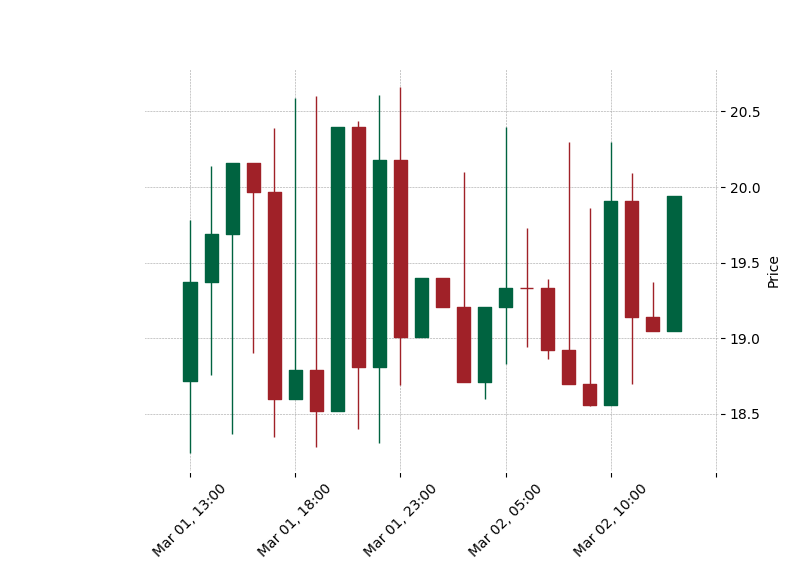 20.5
20.0
19.5
19.0
18.5
Price
Mar 01, 13:00
Mar 01, 18:00
Mar 01, 23:00
Mar 02, 05:00
Mar 02, 10:00